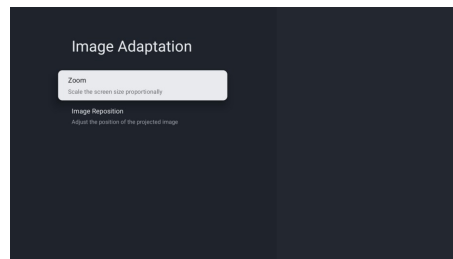 Image Adaptation
Zoom
Scale the screen size proportionally
Image Reposition
Adjust the position of the projected image